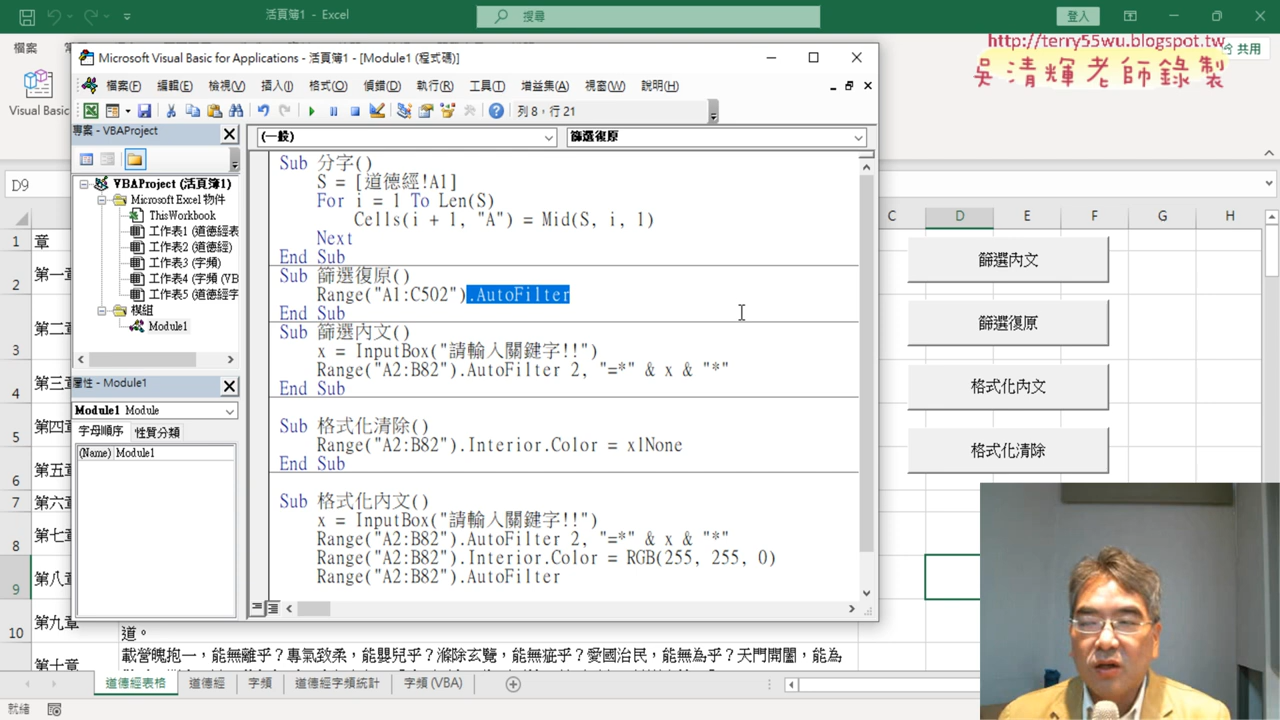 活頁簿1 - Excel
搜尋
登入
檔案
共用
http://terry55wu.blogspot.tw
吳清輝老師錄製
Visual Basic
Microsoft Visual Basic for Applications - 活頁簿1 - [Module1 (程式碼)]
檔案(F) 編輯(E) 檢視(V) 插入(I) 格式(O) 偵錯(D) 執行(R) 工具(T) 增益集(A) 視窗(W) 說明(H)
列 8，行 21
專案 - VBAProject
(一般)
篩選復原
VBAProject (活頁簿1)
Microsoft Excel 物件
ThisWorkbook
工作表1 (道德經表
工作表2 (道德經)
工作表3 (字頻)
工作表4 (字頻 (VB
工作表5 (道德經字
模組
Module1
屬性 - Module1
Module1 Module
字母順序 性質分類
(Name) Module1
Sub 分字()
S = [道德經!A1]
For i = 1 To Len(S)
Cells(i + 1, "A") = Mid(S, i, 1)
Next
End Sub
Sub 篩選復原()
Range("A1:C502").AutoFilter
End Sub
Sub 篩選內文()
x = InputBox("請輸入關鍵字!!")
Range("A2:B82").AutoFilter 2, "=*" & x & "*"
End Sub
Sub 格式化清除()
Range("A2:B82").Interior.Color = xlNone
End Sub
Sub 格式化內文()
x = InputBox("請輸入關鍵字!!")
Range("A2:B82").AutoFilter 2, "=*" & x & "*"
Range("A2:B82").Interior.Color = RGB(255, 255, 0)
Range("A2:B82").AutoFilter
D9
C D E F G H
1 章
2 第一
3 第二
4 第三
5 第四
6 第五
7 第六
8 第七
9 第八
10 第九章
第十章
篩選內文
篩選復原
格式化內文
格式化清除
道。
載營魄抱一，能無離乎？專氣致柔，能嬰兒乎？滌除玄覽，能無疵乎？愛國治民，能無為乎？天門開闔，能為
道德經表格 道德經 字頻 道德經字頻統計 字頻 (VBA)
就緒